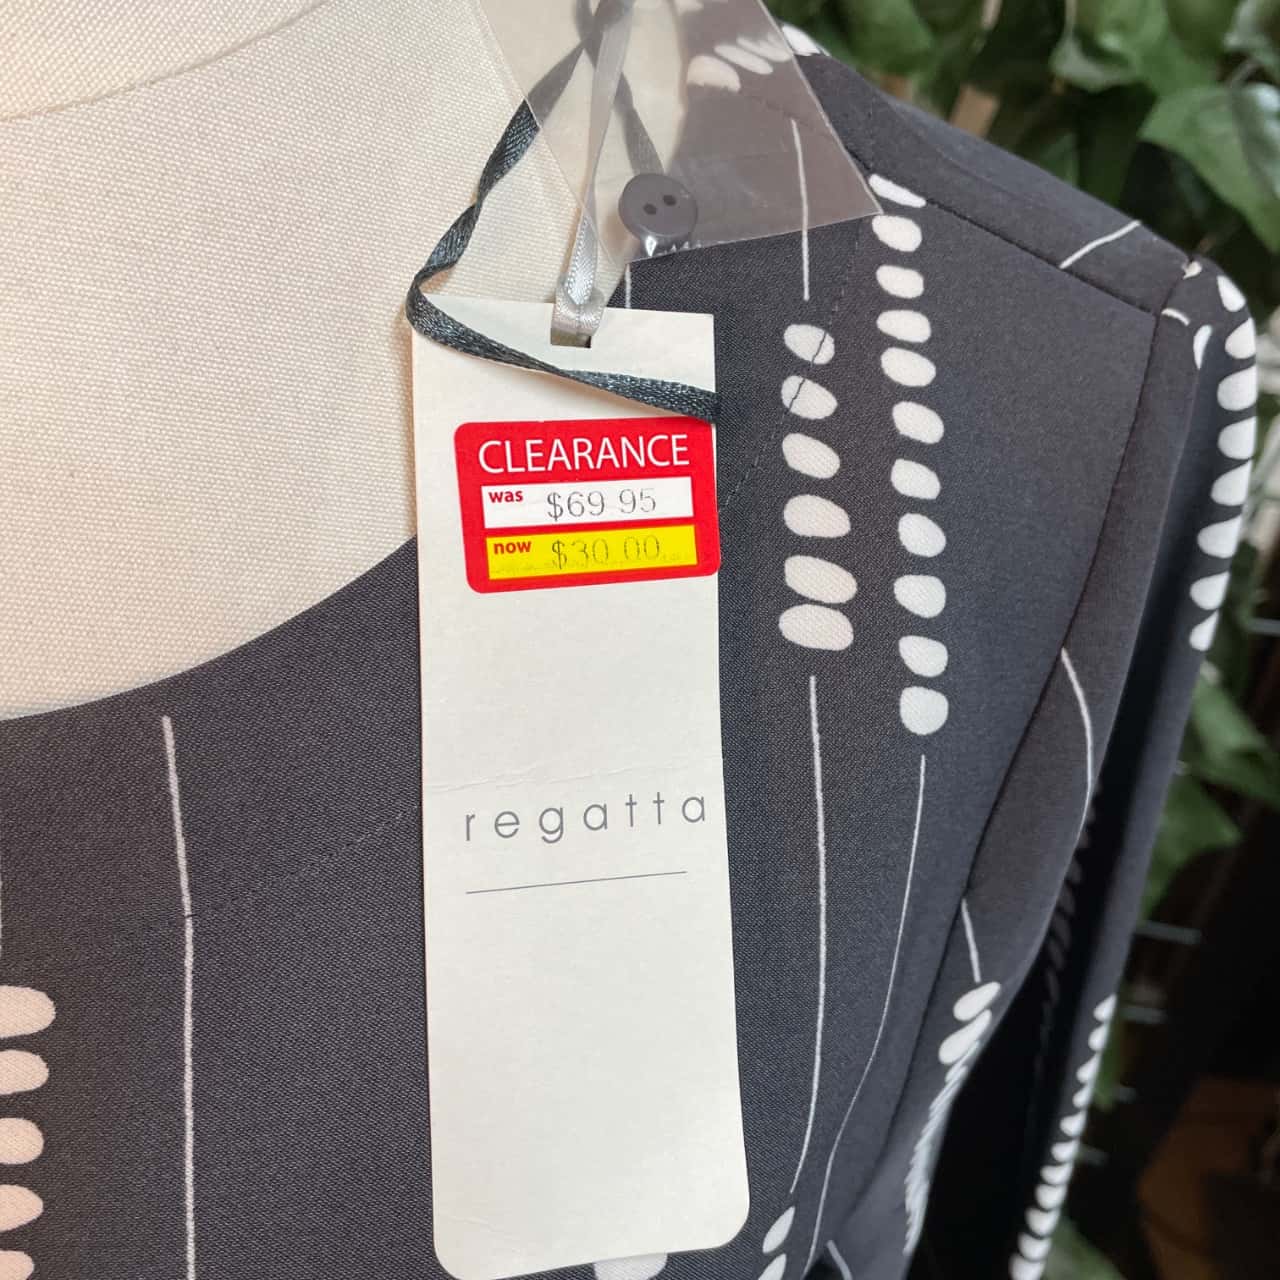 CLEARANCE
was $69.95
now $30.00
regatta